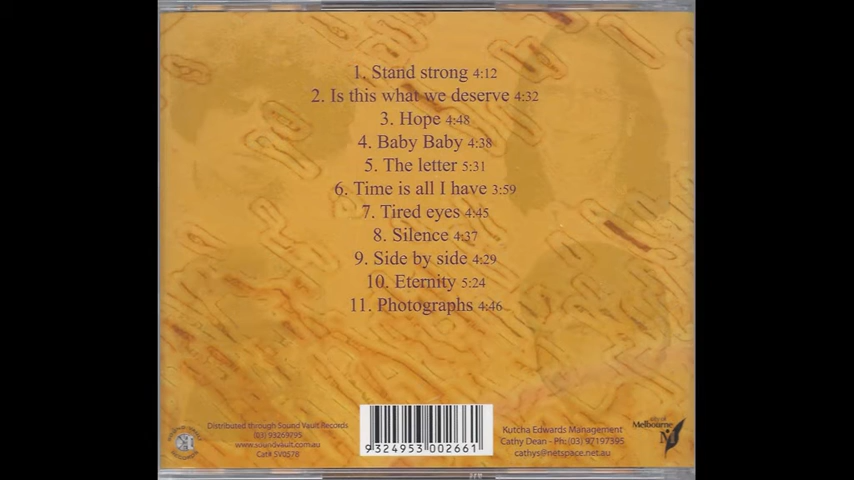 1. Stand strong 4:12
2. Is this what we deserve 4:32
3. Hope 4:48
4. Baby Baby 4:38
5. The letter 5:31
6. Time is all I have 3:59
7. Tired eyes 4:45
8. Silence 4:37
9. Side by side 4:29
10. Eternity 5:24
11. Photographs 4:46
Distributed through Sound Vault Records
(03) 93269795
www.soundvault.com.au
Cat# SV0578
9 324953 002661
Kutcha Edwards Management
Cathy Dean - Ph: (03) 97197395
cathys@netspace.net.au
Melbourne